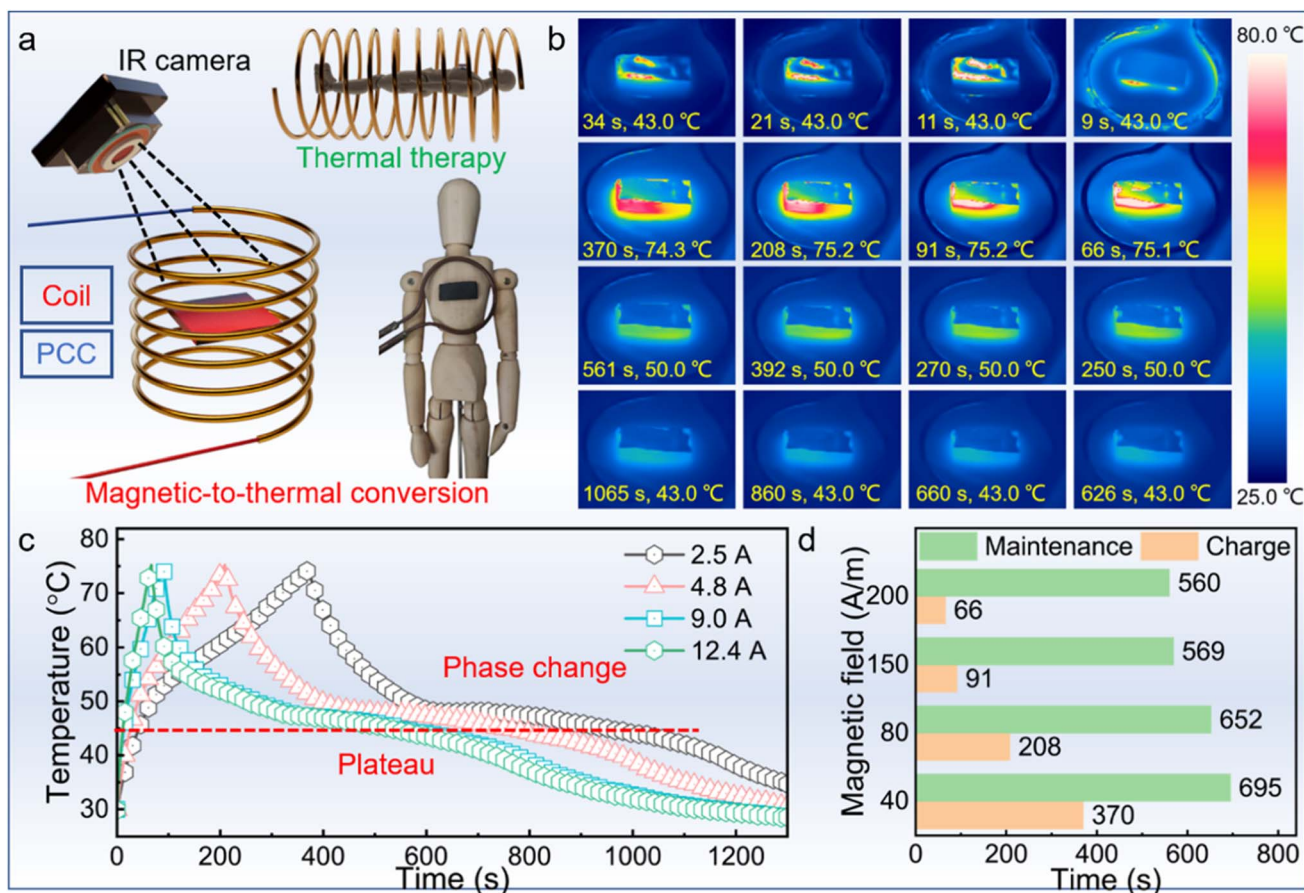 a
IR camera
Thermal therapy
Coil
PCC
Magnetic-to-thermal conversion
b
34 s, 43.0 ℃
21 s, 43.0 ℃
11 s, 43.0 ℃
9 s, 43.0 ℃
370 s, 74.3 ℃
208 s, 75.2 ℃
91 s, 75.2 ℃
66 s, 75.1 ℃
561 s, 50.0 ℃
392 s, 50.0 ℃
270 s, 50.0 ℃
250 s, 50.0 ℃
1065 s, 43.0 ℃
860 s, 43.0 ℃
660 s, 43.0 ℃
626 s, 43.0 ℃
80.0 ℃
25.0 ℃
c
Temperature (°C)
80
70
60
50
40
30
2.5 A
4.8 A
9.0 A
12.4 A
Phase change
Plateau
0
200
400
600
800
1000
1200
Time (s)
d
Magnetic field (A/m)
Maintenance
Charge
200
560
66
150
569
91
80
652
208
40
695
370
0
200
400
600
800
Time (s)